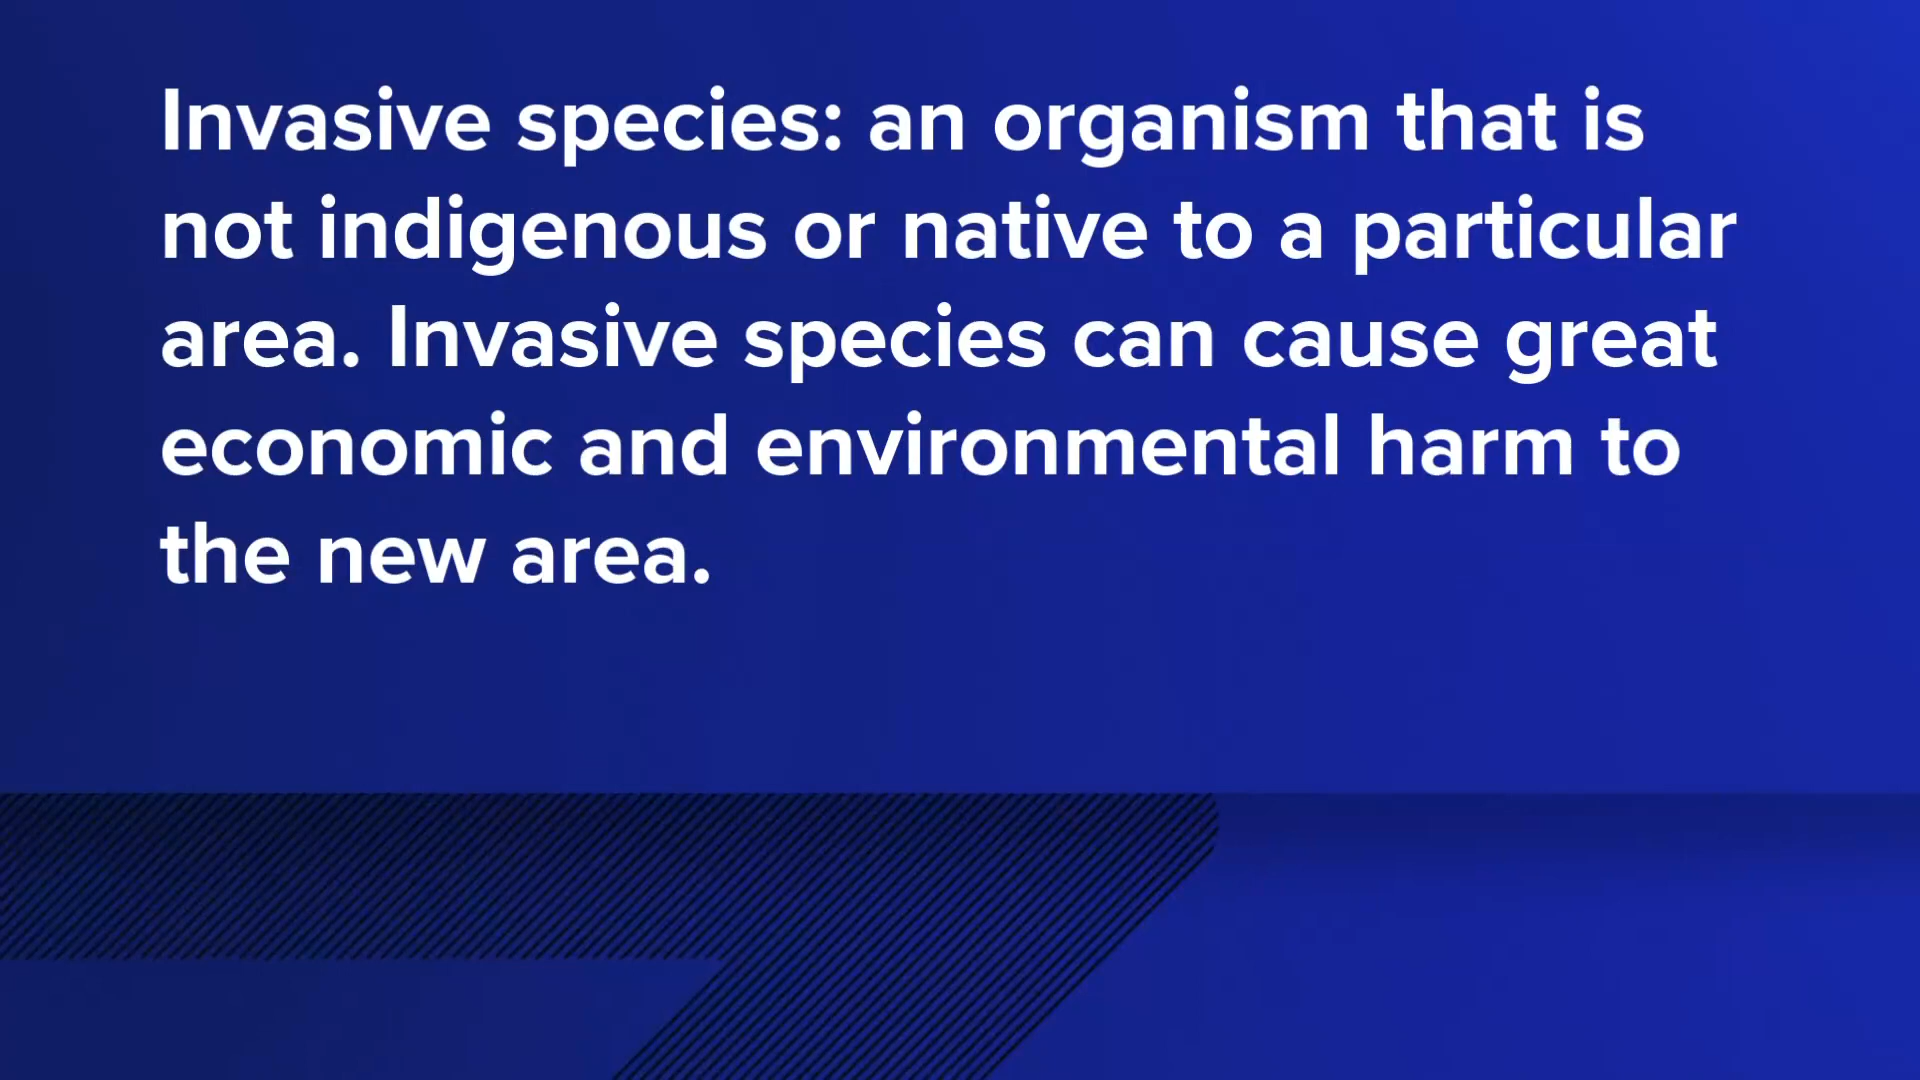 Invasive species: an organism that is
not indigenous or native to a particular
area. Invasive species can cause great
economic and environmental harm to
the new area.